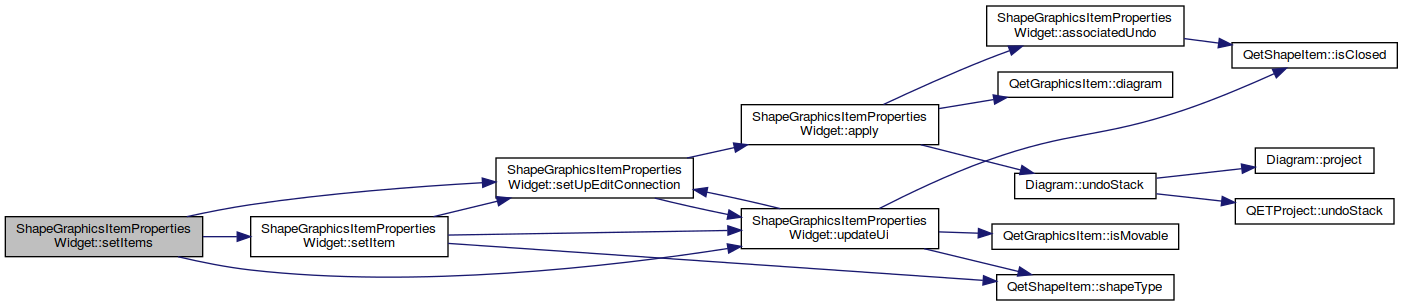 ShapeGraphicsItemProperties
Widget::setItems
ShapeGraphicsItemProperties
Widget::setItem
ShapeGraphicsItemProperties
Widget::setUpEditConnection
ShapeGraphicsItemProperties
Widget::apply
ShapeGraphicsItemProperties
Widget::updateUi
ShapeGraphicsItemProperties
Widget::associatedUndo
QetGraphicsItem::diagram
Diagram::undoStack
QetGraphicsItem::isMovable
QetShapeItem::shapeType
QetShapeItem::isClosed
Diagram::project
QETProject::undoStack